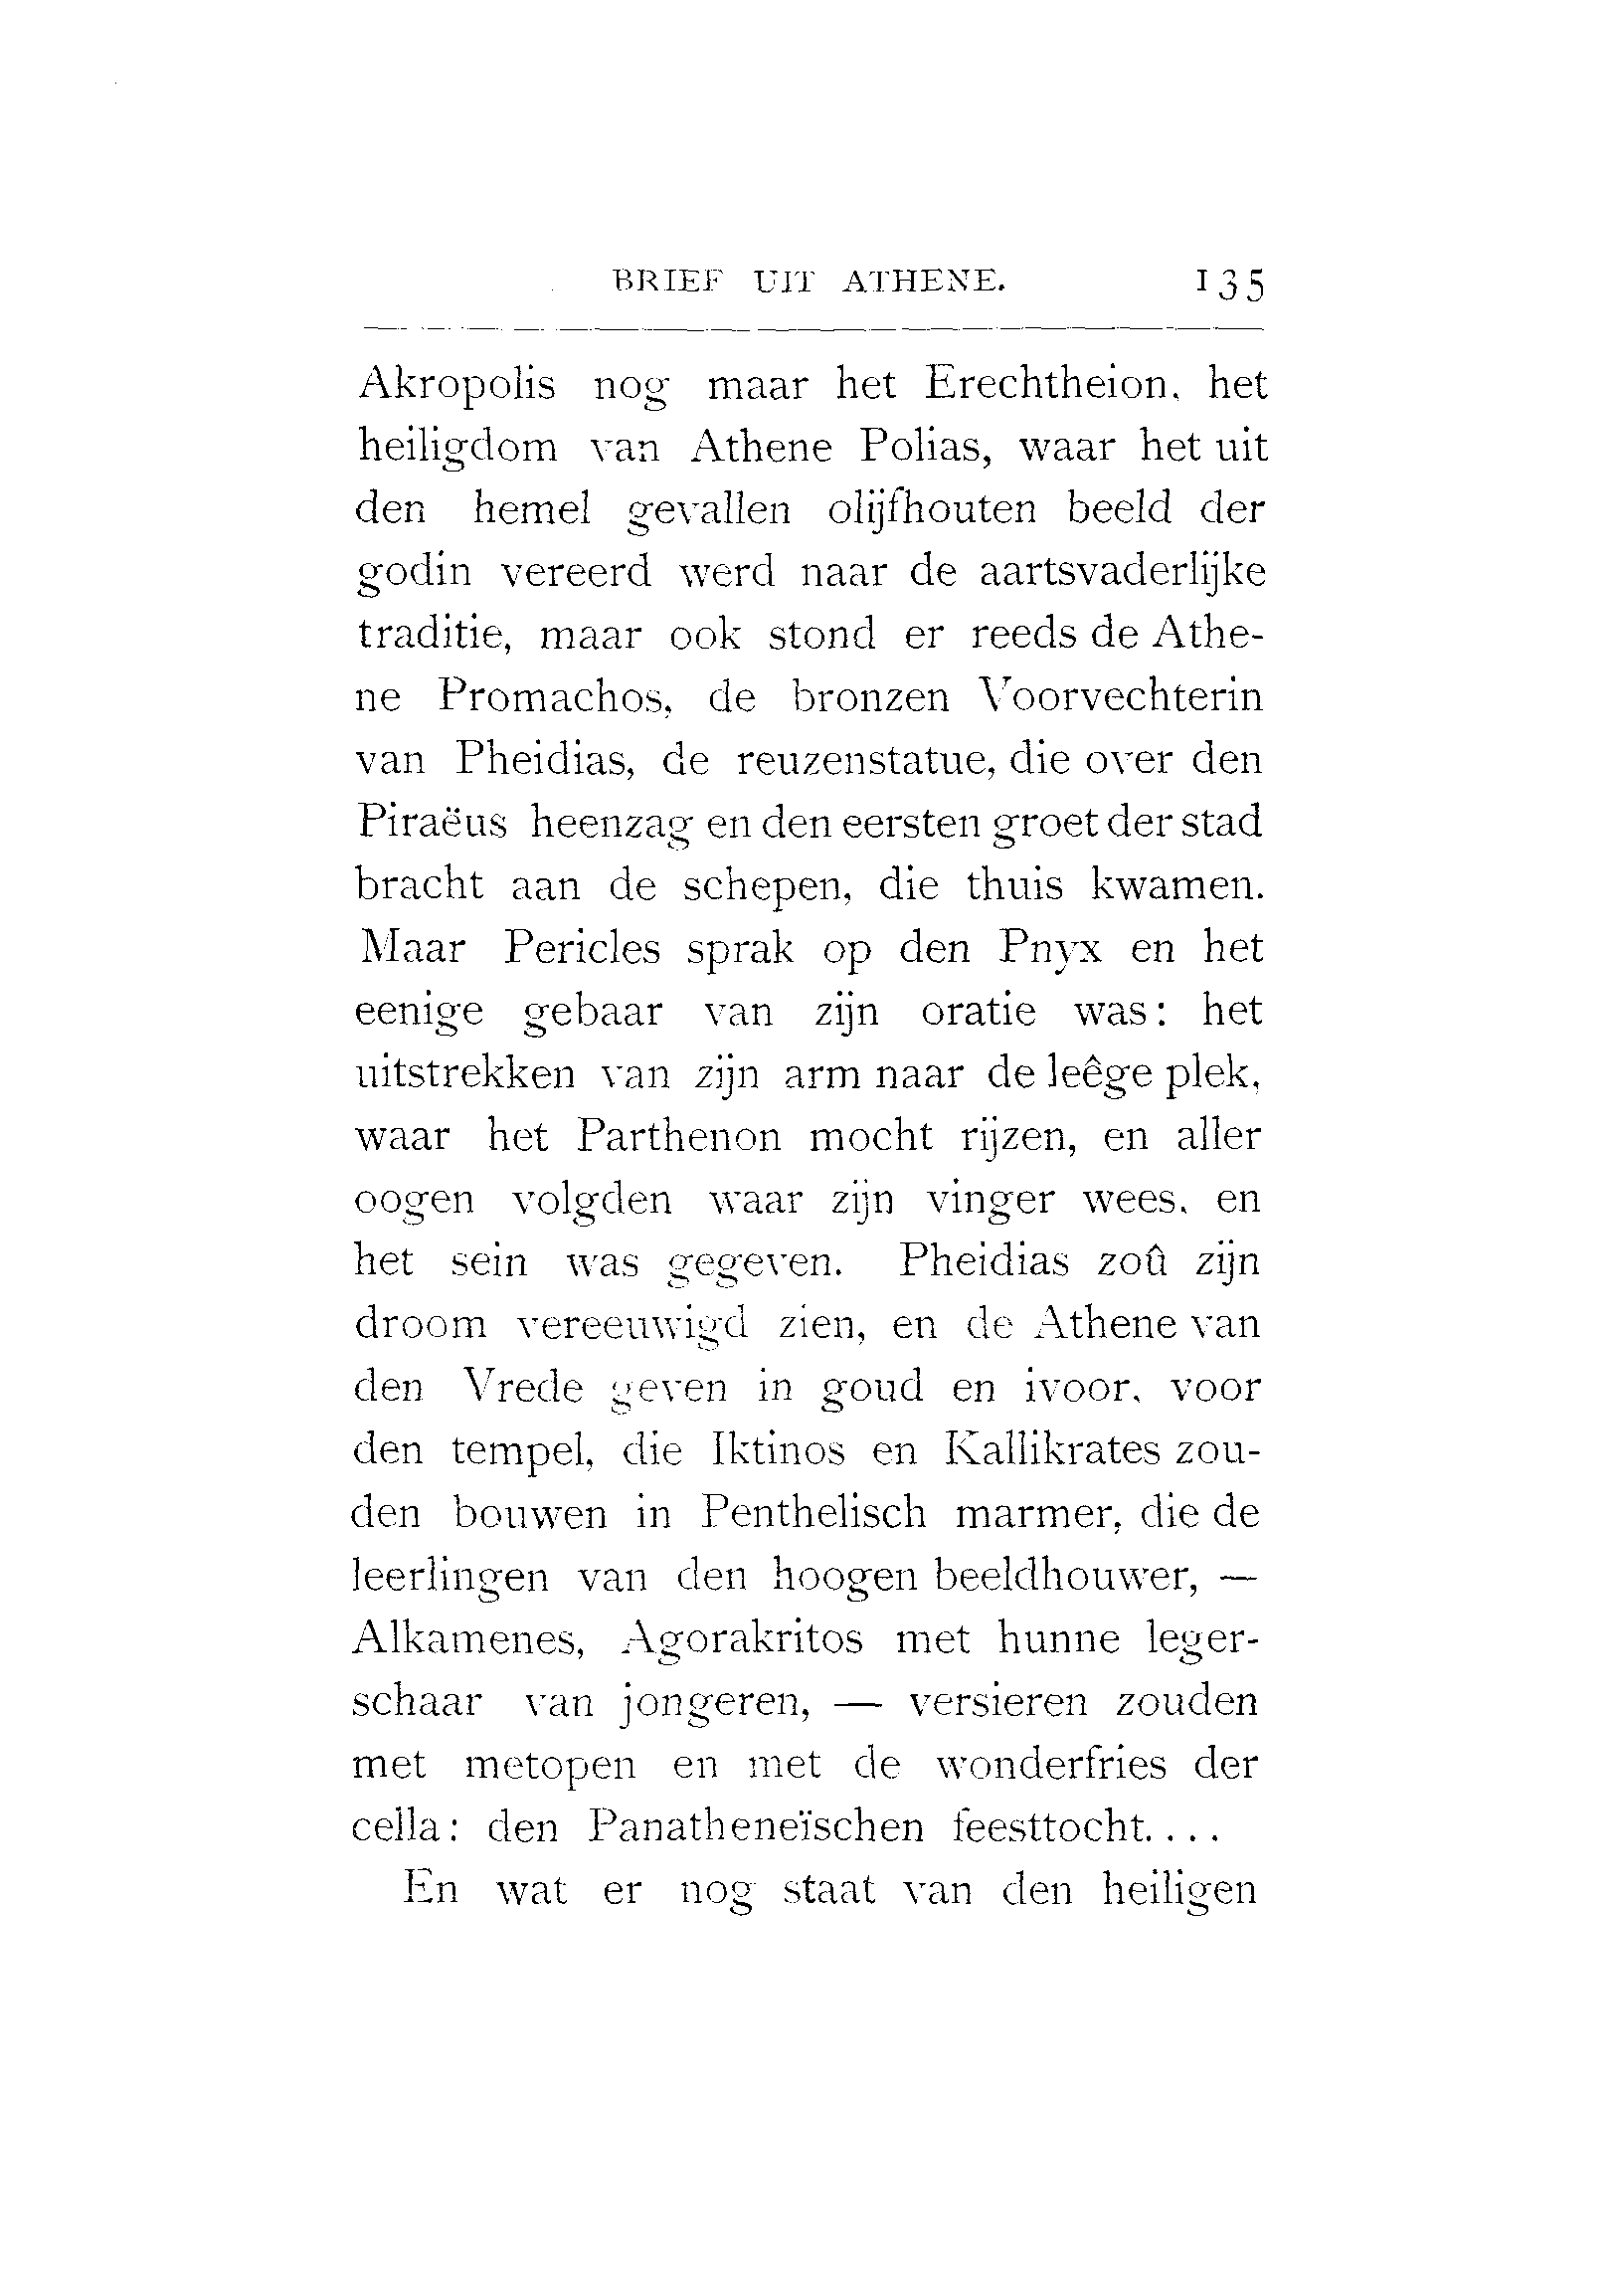 BRIEF UIT ATHENE. 135
Akropolis nog maar het Erechtheion, het
heiligdom van Athene Polias, waar het uit
den hemel gevallen olijfhouten beeld der
godin vereerd werd naar de aartsvaderlijke
traditie, maar ook stond er reeds de Athe-
ne Promachos, de bronzen Voorvechterin
van Pheidias, de reuzenstatue, die over den
Piraëus heenzag en den eersten groet der stad
bracht aan de schepen, die thuis kwamen.
Maar Pericles sprak op den Pnyx en het
eenige gebaar van zijn oratie was: het
uitstrekken van zijn arm naar de leêge plek,
waar het Parthenon mocht rijzen, en aller
oogen volgden waar zijn vinger wees, en
het sein was gegeven. Pheidias zoû zijn
droom vereeuwigd zien, en de Athene van
den Vrede geven in goud en ivoor, voor
den tempel, die Iktinos en Kallikrates zou-
den bouwen in Penthelisch marmer, die de
leerlingen van den hoogen beeldhouwer, —
Alkamenes, Agorakritos met hunne leger-
schaar van jongeren, — versieren zouden
met metopen en met de wonderfries der
cella: den Panatheneïschen feesttocht....
En wat er nog staat van den heiligen